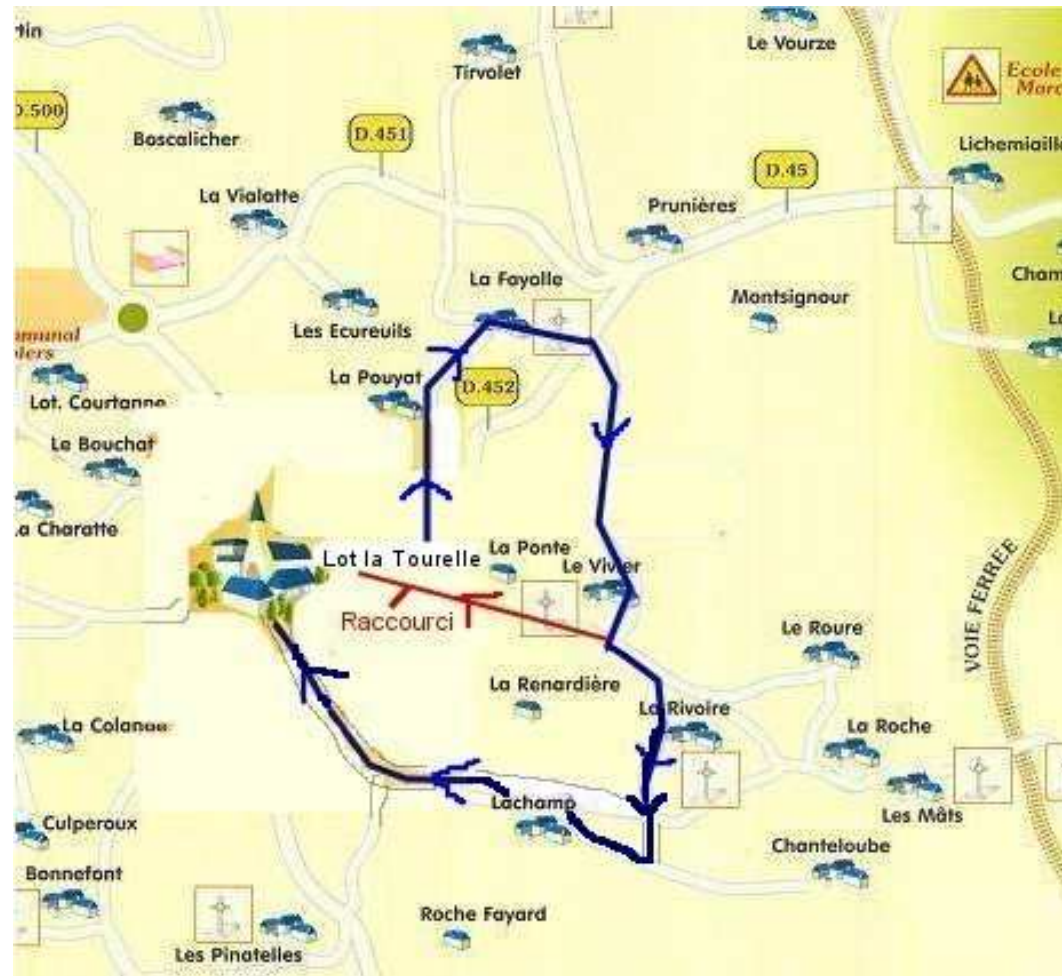 Le Vourze
Tirvolet
Ecole
D.500
Boscalicher
D.451
Lichemiaille
La Vialatte
D.45
Prunières
La Fayolle
Montsignour
Les Ecureuils
La Pouyat
D.452
Lot. Courtanne
Le Bouchat
La Charatte
Lot la Tourelle
La Ponte
Le Vivier
Raccourci
VOIE FERREE
Le Roure
La Renardière
La Rivoire
La Roche
La Colange
Lachamp
Les Mâts
Culperoux
Chanteloube
Bonnefont
Roche Fayard
Les Pinatelles